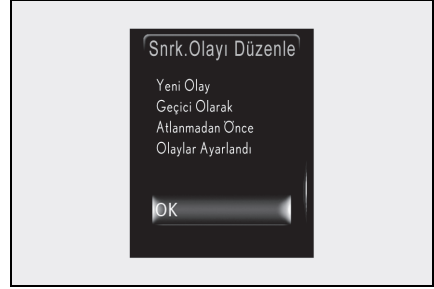 Snrk.Olayı Düzenle
Yeni Olay
Geçici Olarak
Atlanmadan Önce
Olaylar Ayarlandı
OK